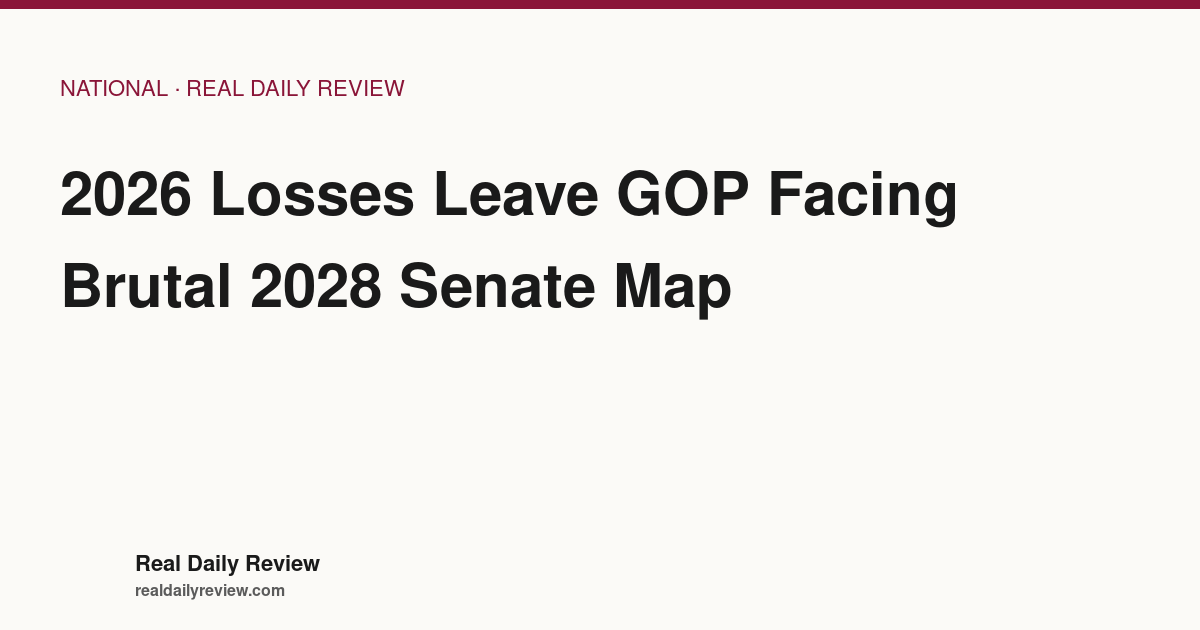 NATIONAL · REAL DAILY REVIEW
2026 Losses Leave GOP Facing
Brutal 2028 Senate Map
Real Daily Review
realdailyreview.com